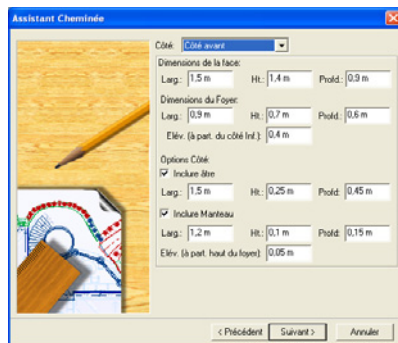 Assistant Cheminée
Côté: Côté avant
Dimensions de la face:
Larg.: 1,5 m Ht.: 1,4 m Profd.: 0,9 m
Dimensions du Foyer:
Larg.: 0,9 m Ht.: 0,7 m Profd.: 0,6 m
Elév. (à part. du côté Inf.): 0,4 m
Options Côté:
Inclure âtre
Larg.: 1,5 m Ht.: 0,25 m Profd: 0,45 m
Inclure Manteau
Larg.: 1,2 m Ht.: 0,1 m Profd: 0,15 m
Elév. (à part. haut du foyer): 0,05 m
< Précédent Suivant > Annuler